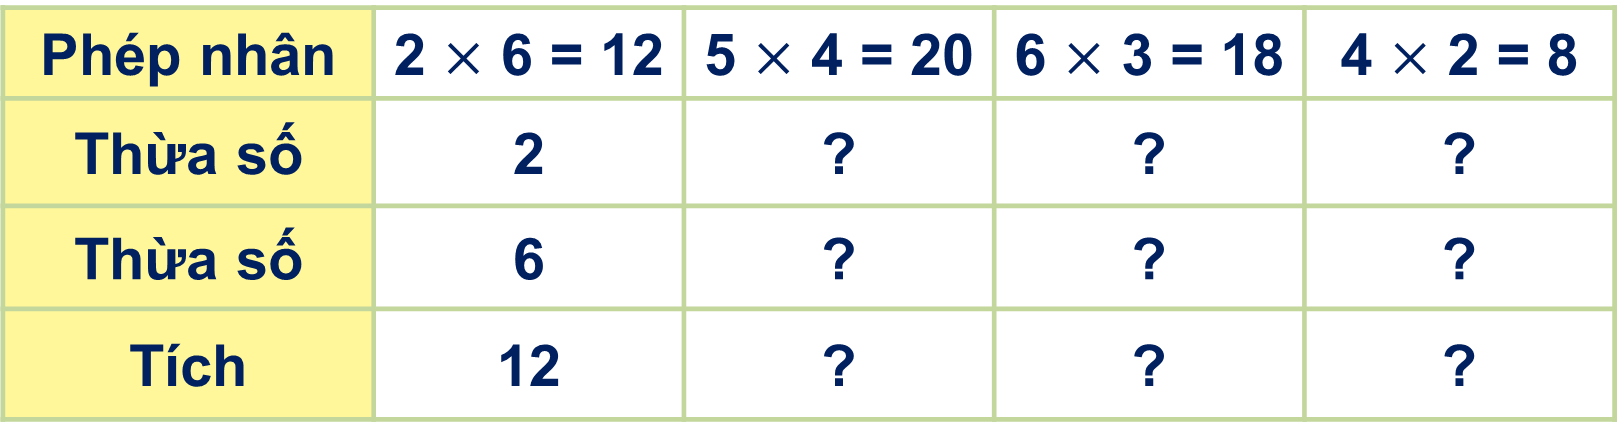 Phép nhân 2 × 6 = 12 5 × 4 = 20 6 × 3 = 18 4 × 2 = 8
Thừa số 2 ? ? ?
Thừa số 6 ? ? ?
Tích 12 ? ? ?